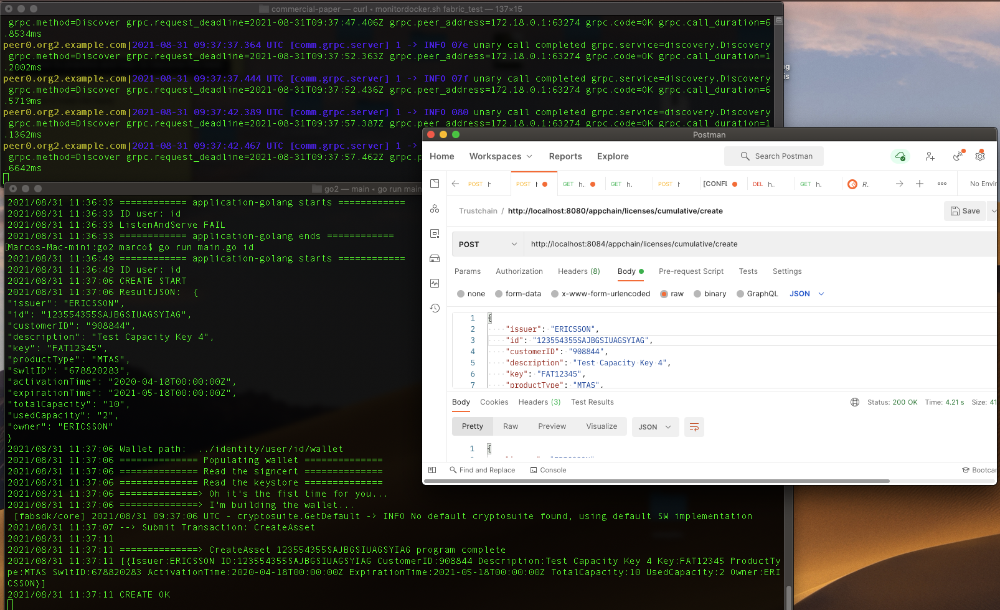 commercial-paper — curl • monitordocker.sh fabric_test — 137×15
grpc.method=Discover grpc.request_deadline=2021-08-31T09:37:47.406Z grpc.peer_address=172.18.0.1:63274 grpc.code=OK grpc.call_duration=6
.8534ms
peer0.org2.example.com|2021-08-31 09:37:37.364 UTC [comm.grpc.server] 1 -> INFO 07e unary call completed grpc.service=discovery.Discovery
grpc.method=Discover grpc.request_deadline=2021-08-31T09:37:52.363Z grpc.peer_address=172.18.0.1:63274 grpc.code=OK grpc.call_duration=1
.2002ms
peer0.org2.example.com|2021-08-31 09:37:37.444 UTC [comm.grpc.server] 1 -> INFO 07f unary call completed grpc.service=discovery.Discovery
grpc.method=Discover grpc.request_deadline=2021-08-31T09:37:52.436Z grpc.peer_address=172.18.0.1:63274 grpc.code=OK grpc.call_duration=6
.5719ms
peer0.org2.example.com|2021-08-31 09:37:42.389 UTC [comm.grpc.server] 1 -> INFO 080 unary call completed grpc.service=discovery.Discovery
grpc.method=Discover grpc.request_deadline=2021-08-31T09:37:57.387Z grpc.peer_address=172.18.0.1:63274 grpc.code=OK grpc.call_duration=1
.1362ms
peer0.org2.example.com|2021-08-31 09:37:42.467 UTC [comm.grpc.server] 1 ->
grpc.method=Discover grpc.request_deadline=2021-08-31T09:37:57.462Z grpc.p
.6642ms
go2 — main • go run main
2021/08/31 11:36:33 ============ application-golang starts ============
2021/08/31 11:36:33 ID user: id
2021/08/31 11:36:33 ListenAndServe FAIL
2021/08/31 11:36:33 ============ application-golang ends ============
[Marcos-Mac-mini:go2 marco$ go run main.go id
2021/08/31 11:36:49 ============ application-golang starts ============
2021/08/31 11:36:49 ID user: id
2021/08/31 11:37:06 CREATE START
2021/08/31 11:37:06 ResultJSON:  {
"issuer": "ERICSSON",
"id": "123554355SAJBGSIUAGSYIAG",
"customerID": "908844",
"description": "Test Capacity Key 4",
"key": "FAT12345",
"productType": "MTAS",
"swltID": "678820283",
"activationTime": "2020-04-18T00:00:00Z",
"expirationTime": "2021-05-18T00:00:00Z",
"totalCapacity": "10",
"usedCapacity": "2",
"owner": "ERICSSON"
}
2021/08/31 11:37:06 Wallet path:  ../identity/user/id/wallet
2021/08/31 11:37:06 ============== Populating wallet ==============
2021/08/31 11:37:06 ============== Read the signcert ==============
2021/08/31 11:37:06 ============== Read the keystore ==============
2021/08/31 11:37:06 ==============> Oh it's the fist time for you...
2021/08/31 11:37:06 ==============> I'm building the wallet...
[fabsdk/core] 2021/08/31 09:37:06 UTC - cryptosuite.GetDefault -> INFO No default cryptosuite found, using default SW implementation
2021/08/31 11:37:07 --> Submit Transaction: CreateAsset
2021/08/31 11:37:11
2021/08/31 11:37:11 ==============> CreateAsset 123554355SAJBGSIUAGSYIAG program complete
2021/08/31 11:37:11 [{Issuer:ERICSSON ID:123554355SAJBGSIUAGSYIAG CustomerID:908844 Description:Test Capacity Key 4 Key:FAT12345 ProductTy
pe:MTAS SwltID:678820283 ActivationTime:2020-04-18T00:00:00Z ExpirationTime:2021-05-18T00:00:00Z TotalCapacity:10 UsedCapacity:2 Owner:ERI
CSSON}]
2021/08/31 11:37:11 CREATE OK
Postman
Home Workspaces Reports Explore Search Postman
POST h POST h GET h. GET h. POST h [CONFL DEL h. GET h. R. No Envir
Trustchain / http://localhost:8080/appchain/licenses/cumulative/create Save
POST http://localhost:8084/appchain/licenses/cumulative/create
Params Authorization Headers (8) Body Pre-request Script Tests Settings
none form-data x-www-form-urlencoded raw binary GraphQL JSON
1 {
2 "issuer": "ERICSSON",
3 "id": "123554355SAJBGSIUAGSYIAG",
4 "customerID": "908844",
5 "description": "Test Capacity Key 4",
6 "key": "FAT12345",
7 "productType": "MTAS",
Body Cookies Headers (3) Test Results Status: 200 OK Time: 4.21 s Size: 41
Pretty Raw Preview Visualize JSON
1 {
Find and Replace Console Bootcam